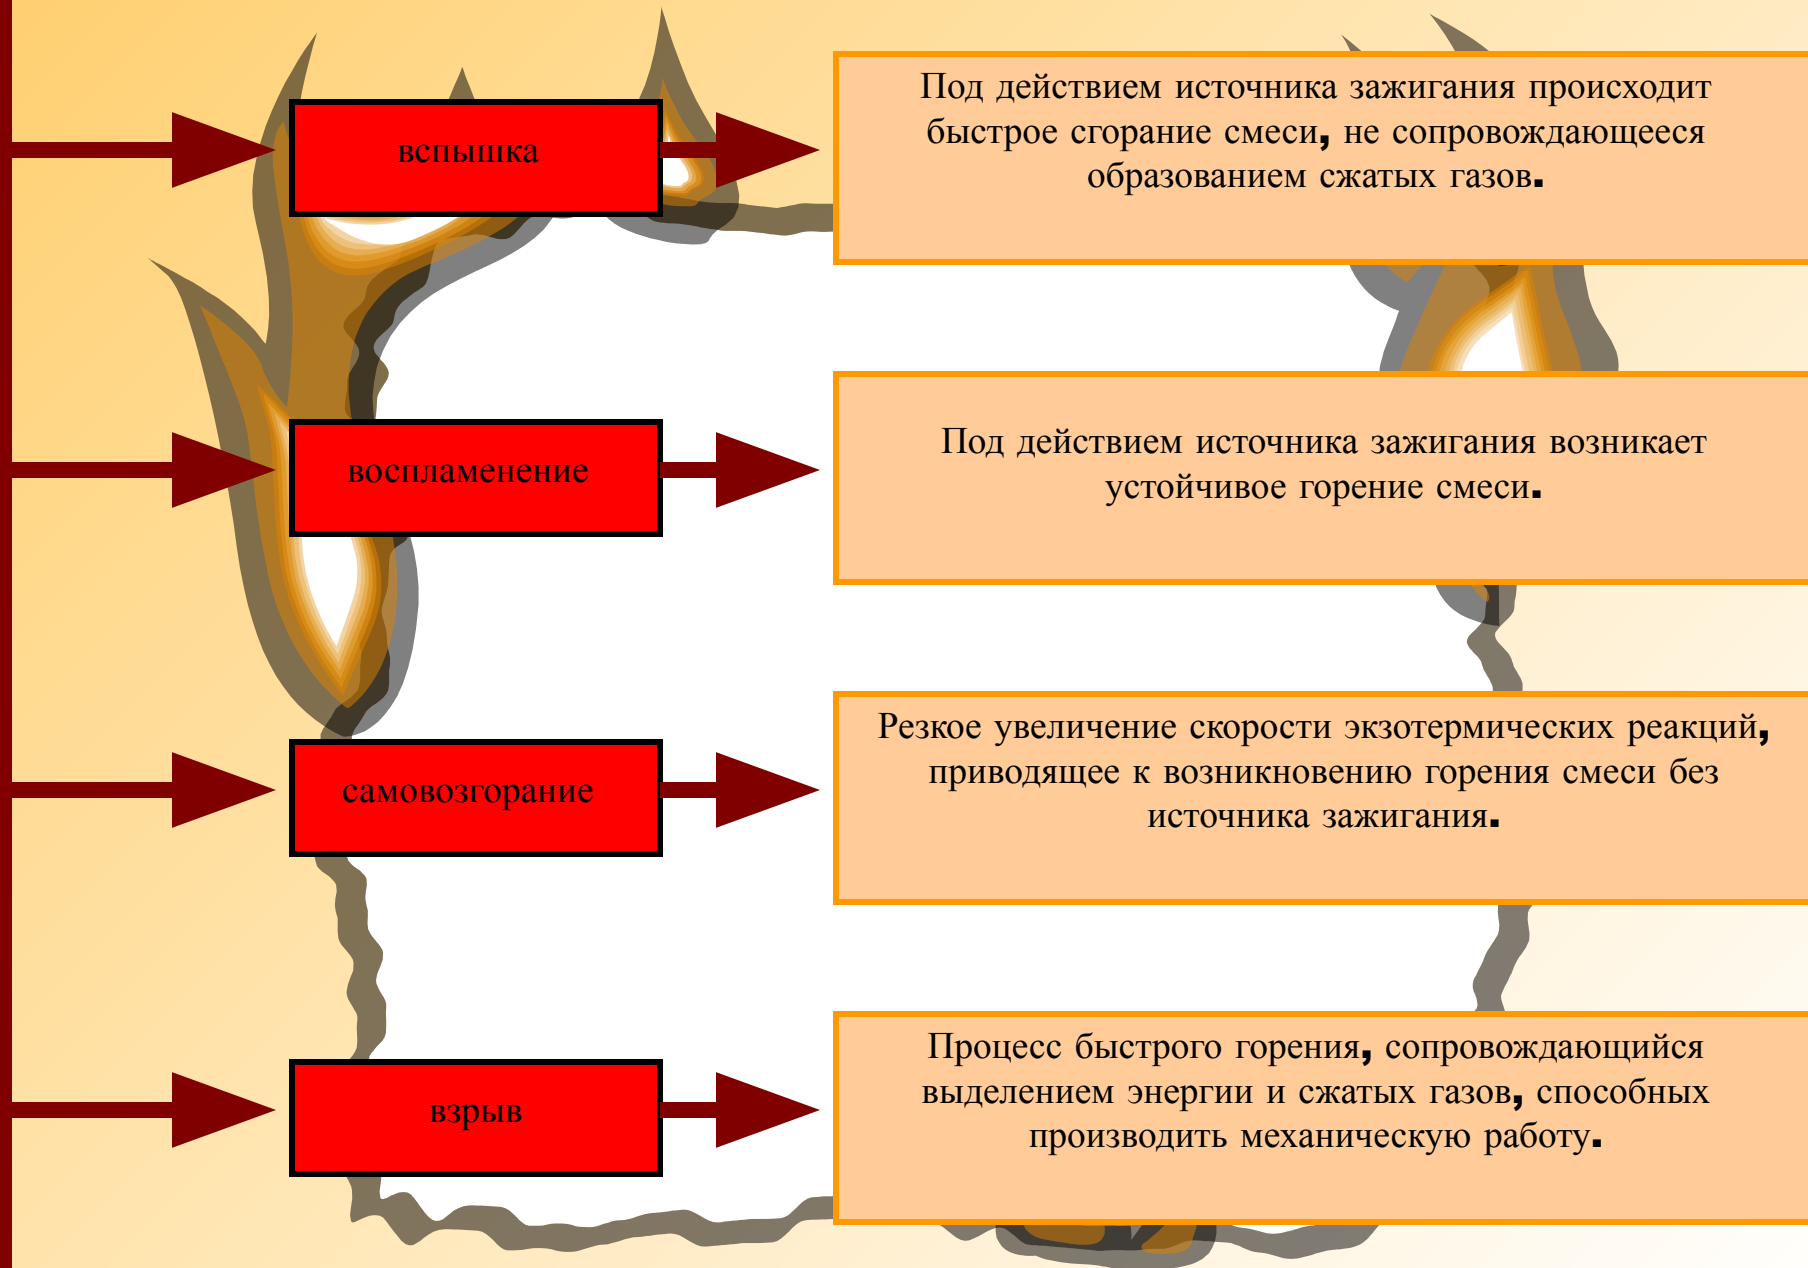 вспышка
Под действием источника зажигания происходит
быстрое сгорание смеси, не сопровождающееся
образованием сжатых газов.
воспламенение
Под действием источника зажигания возникает
устойчивое горение смеси.
самовозгорание
Резкое увеличение скорости экзотермических реакций,
приводящее к возникновению горения смеси без
источника зажигания.
взрыв
Процесс быстрого горения, сопровождающийся
выделением энергии и сжатых газов, способных
производить механическую работу.